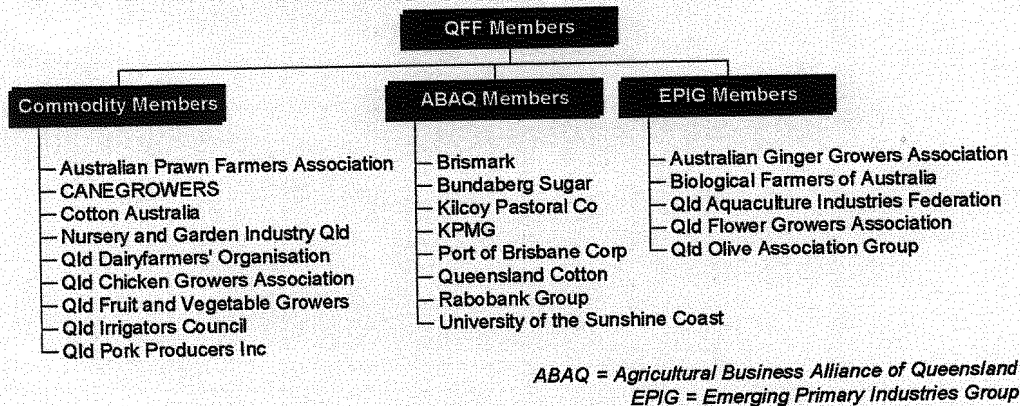 QFF Members
Commodity Members
Australian Prawn Farmers Association
CANEGROWERS
Cotton Australia
Nursery and Garden Industry Qld
Qld Dairyfarmers' Organisation
Qld Chicken Growers Association
Qld Fruit and Vegetable Growers
Qld Irrigators Council
Qld Pork Producers Inc
ABAQ Members
Brismark
Bundaberg Sugar
Kilcoy Pastoral Co
KPMG
Port of Brisbane Corp
Queensland Cotton
Rabobank Group
University of the Sunshine Coast
EPIG Members
Australian Ginger Growers Association
Biological Farmers of Australia
Qld Aquaculture Industries Federation
Qld Flower Growers Association
Qld Olive Association Group
ABAQ = Agricultural Business Alliance of Queensland
EPIG = Emerging Primary Industries Group